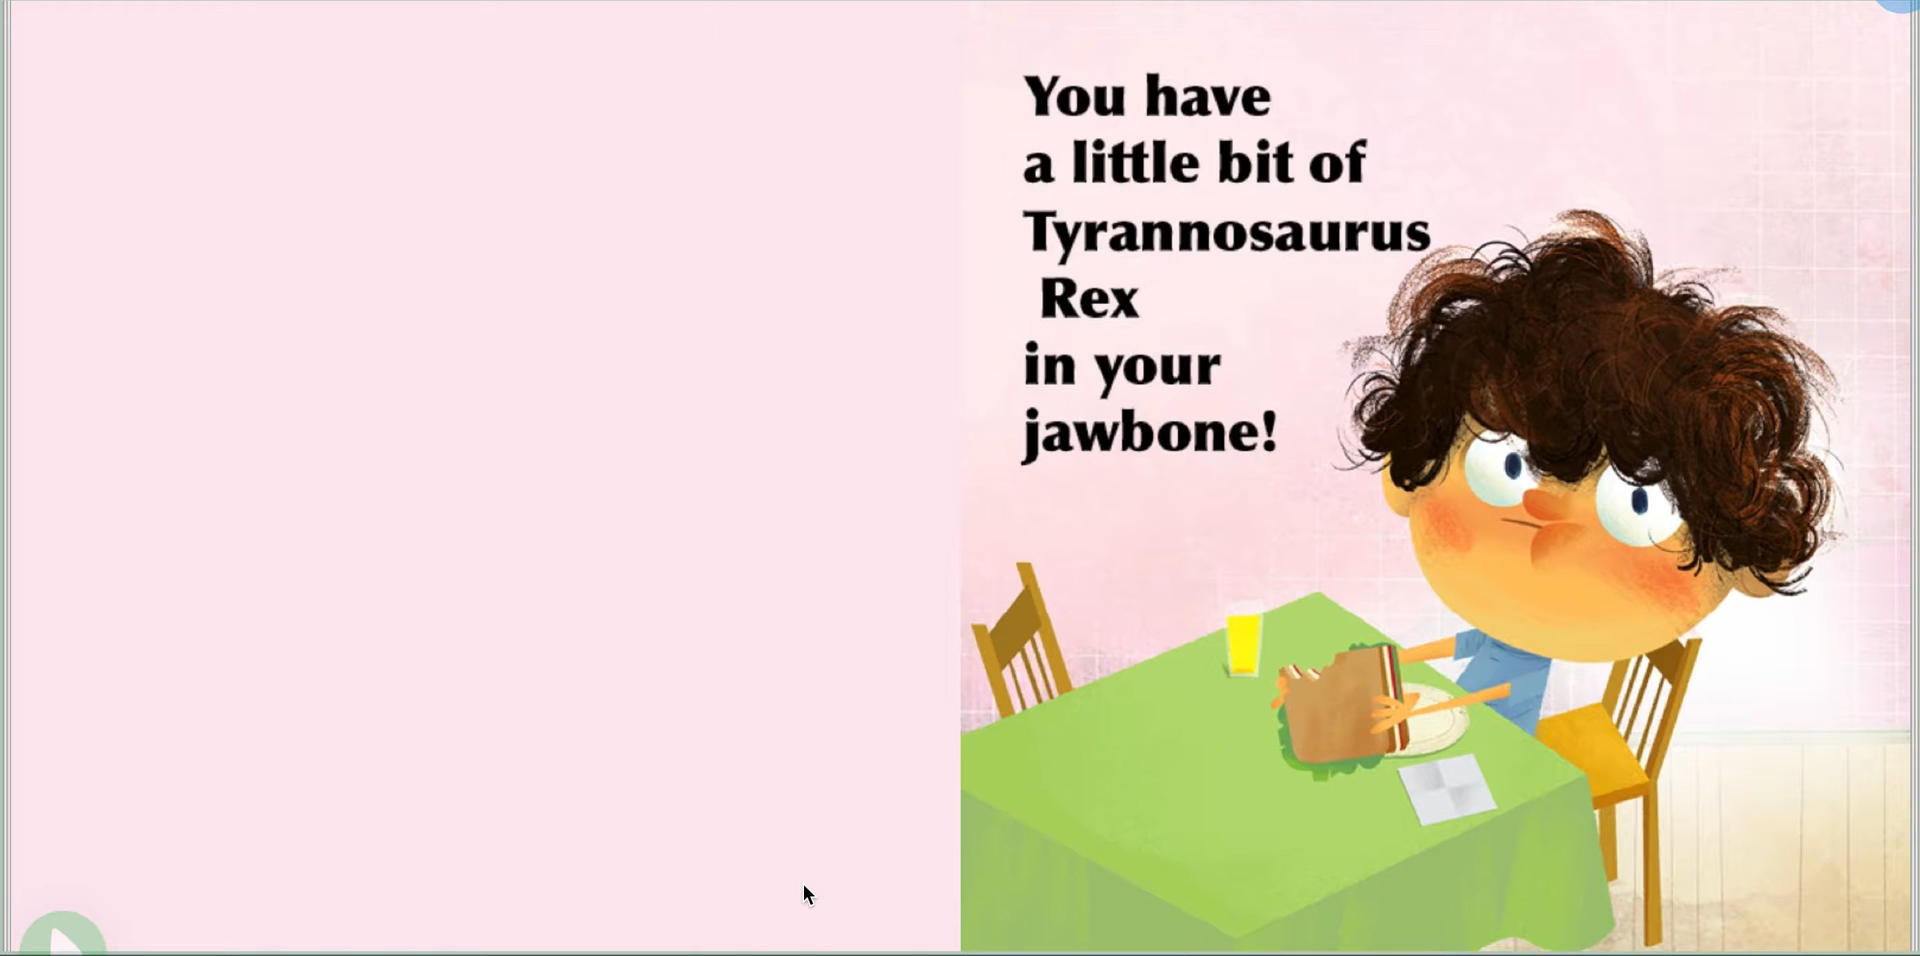 You have
a little bit of
Tyrannosaurus
Rex
in your
jawbone!